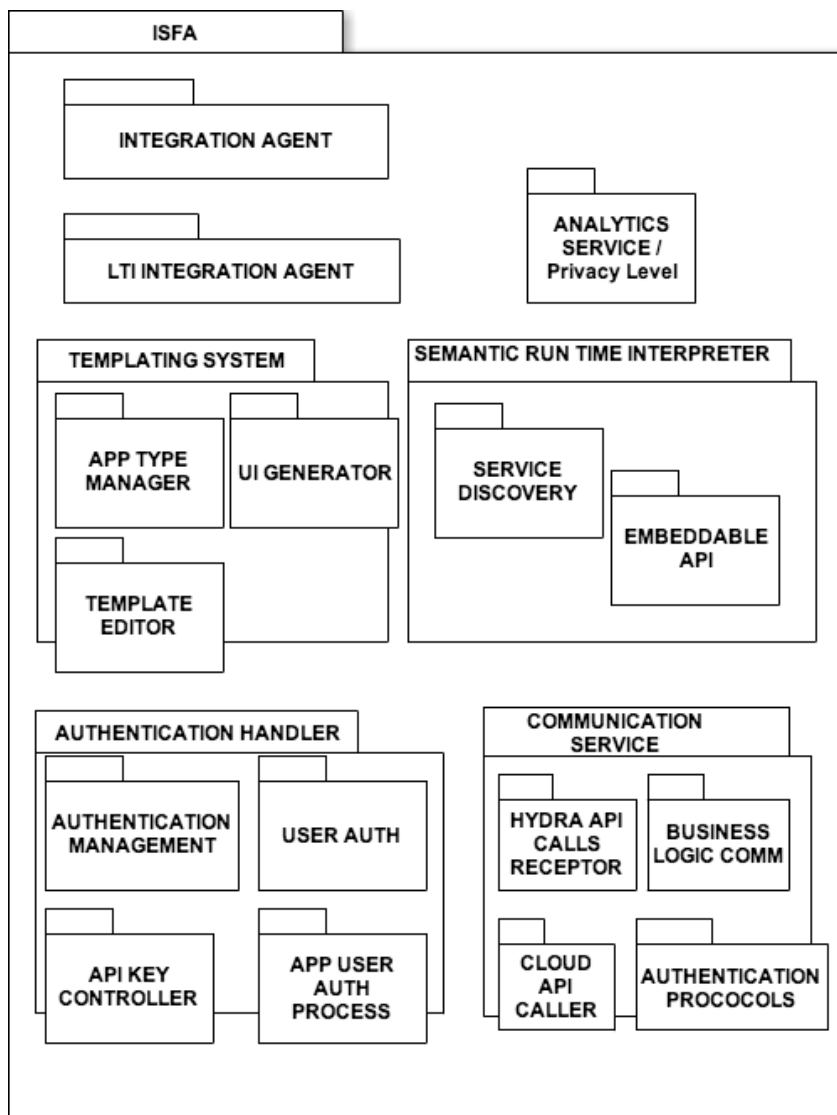 ISFA
INTEGRATION AGENT
LTI INTEGRATION AGENT
ANALYTICS
SERVICE /
Privacy Level
TEMPLATING SYSTEM
APP TYPE
MANAGER
UI GENERATOR
TEMPLATE
EDITOR
SEMANTIC RUN TIME INTERPRETER
SERVICE
DISCOVERY
EMBEDDABLE
API
AUTHENTICATION HANDLER
AUTHENTICATION
MANAGEMENT
USER AUTH
API KEY
CONTROLLER
APP USER
AUTH
PROCESS
COMMUNICATION
SERVICE
HYDRA API
CALLS
RECEPTOR
BUSINESS
LOGIC COMM
CLOUD
API
CALLER
AUTHENTICATION
PROCOCOLS